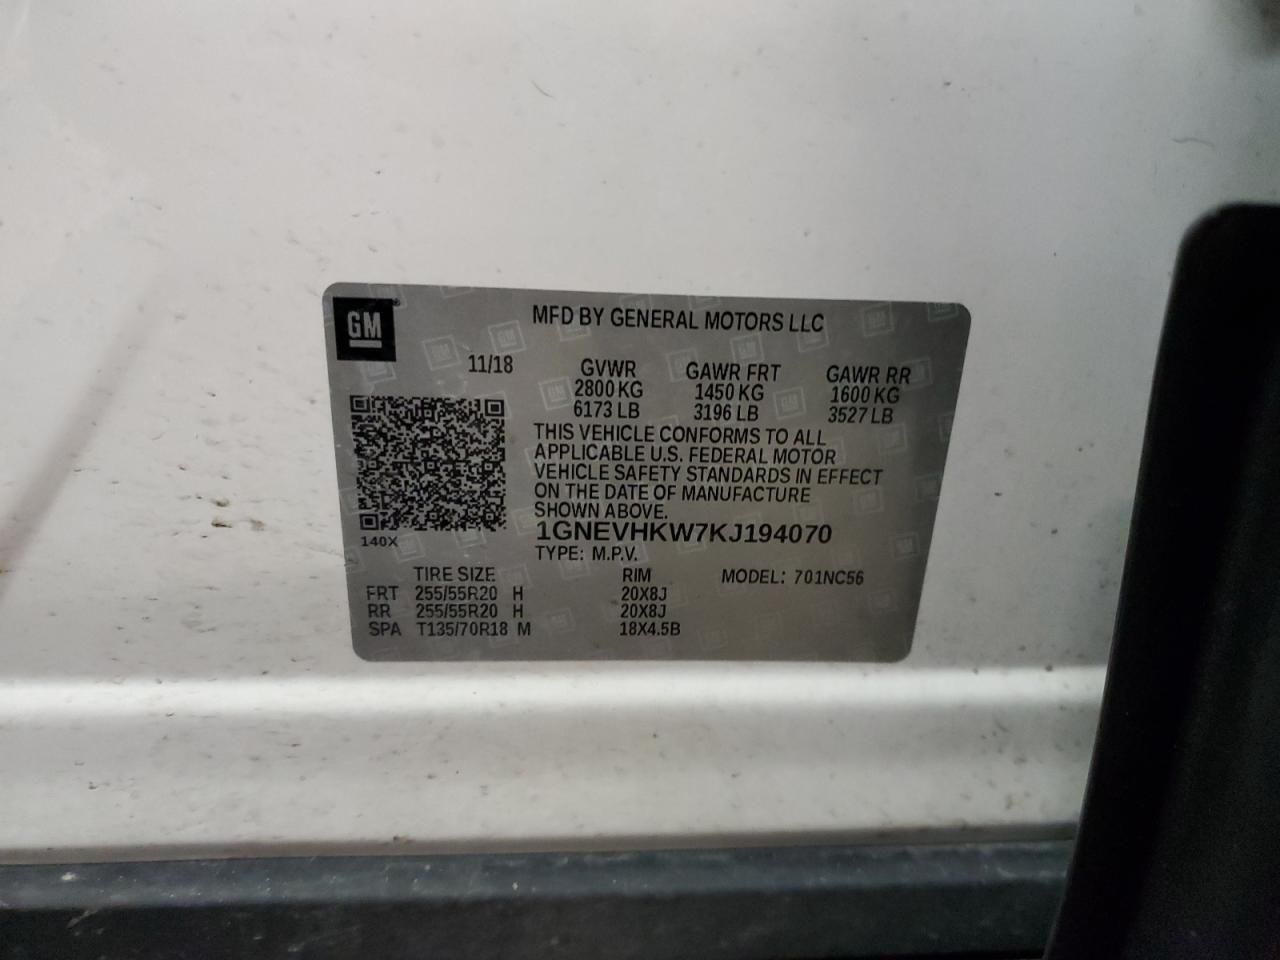 GM
MFD BY GENERAL MOTORS LLC
11/18 GVWR GAWR FRT GAWR RR
2800 KG 1450 KG 1600 KG
6173 LB 3196 LB 3527 LB
THIS VEHICLE CONFORMS TO ALL
APPLICABLE U.S. FEDERAL MOTOR
VEHICLE SAFETY STANDARDS IN EFFECT
ON THE DATE OF MANUFACTURE
SHOWN ABOVE.
1GNEVHKW7KJ194070
140X
TYPE: M.P.V.
TIRE SIZE RIM MODEL: 701NC56
FRT 255/55R20 H 20X8J
RR 255/55R20 H 20X8J
SPA T135/70R18 M 18X4.5B